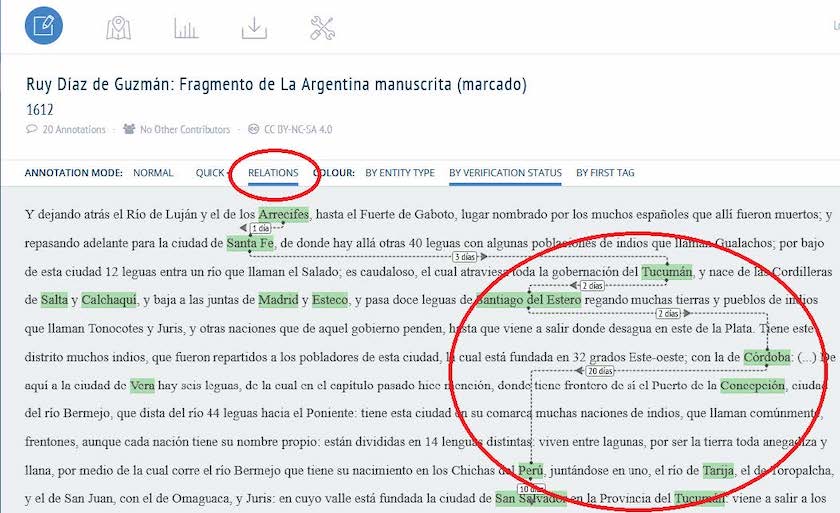 Ruy Díaz de Guzmán: Fragmento de La Argentina manuscrita (marcado)
1612
20 Annotations · No Other Contributors · CC BY-NC-SA 4.0
ANNOTATION MODE: NORMAL QUICK RELATIONS COLOUR: BY ENTITY TYPE BY VERIFICATION STATUS BY FIRST TAG
Y dejando atrás el Río de Luján y el de los Arrecifes, hasta el Fuerte de Gaboto, lugar nombrado por los muchos españoles que allí fueron muertos; y
1 día
repasando adelante para la ciudad de Santa Fe, de donde hay allá otras 40 leguas con algunas poblaciones de indios que llaman Gualachos; por bajo
3 días
de esta ciudad 12 leguas entra un río que llaman el Salado; es caudaloso, el cual atraviesa toda la gobernación del Tucumán, y nace de las Cordilleras
2 días
de Salta y Calchaquí, y baja a las juntas de Madrid y Esteco, y pasa doce leguas de Santiago del Estero regando muchas tierras y pueblos de indios
2 días
que llaman Tonocotes y Juris, y otras naciones que de aquel gobierno penden, hasta que viene a salir donde desagua en este de la Plata. Tiene este
distrito muchos indios, que fueron repartidos a los pobladores de esta ciudad, la cual está fundada en 32 grados Este-oeste; con la de Córdoba: (...) De
20 días
aquí a la ciudad de Vera hay seis leguas, de la cual en el capítulo pasado hice mención, donde tiene frontero de sí el Puerto de la Concepción, ciudad
del río Bermejo, que dista del río 44 leguas hacia el Poniente: tiene esta ciudad en su comarca muchas naciones de indios, que llaman comúnmente,
frentones, aunque cada nación tiene su nombre propio: están divididas en 14 lenguas distintas: viven entre lagunas, por ser la tierra toda anegadiza y
llana, por medio de la cual corre el río Bermejo que tiene su nacimiento en los Chichas del Perú, juntándose en uno, el río de Tarija, el de Toropalcha,
10 días
y el de San Juan, con el de Omaguaca, y Juris: en cuyo valle está fundada la ciudad de San Salvador en la Provincia del Tucumán: viene a salir a los